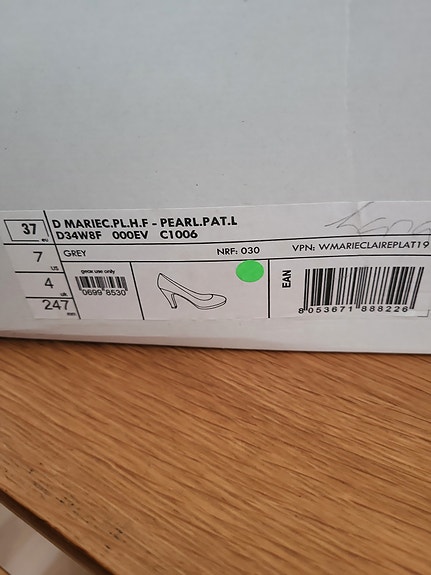 37 EU
D MARIEC.PL.H.F - PEARL.PAT.L
D34W8F 000EV C1006
7 US
GREY
NRF: 030
VPN: WMARIECLAIREPLAT19
4 UK
geox use only
0699 8530
247 mm
EAN
8 053671 888226